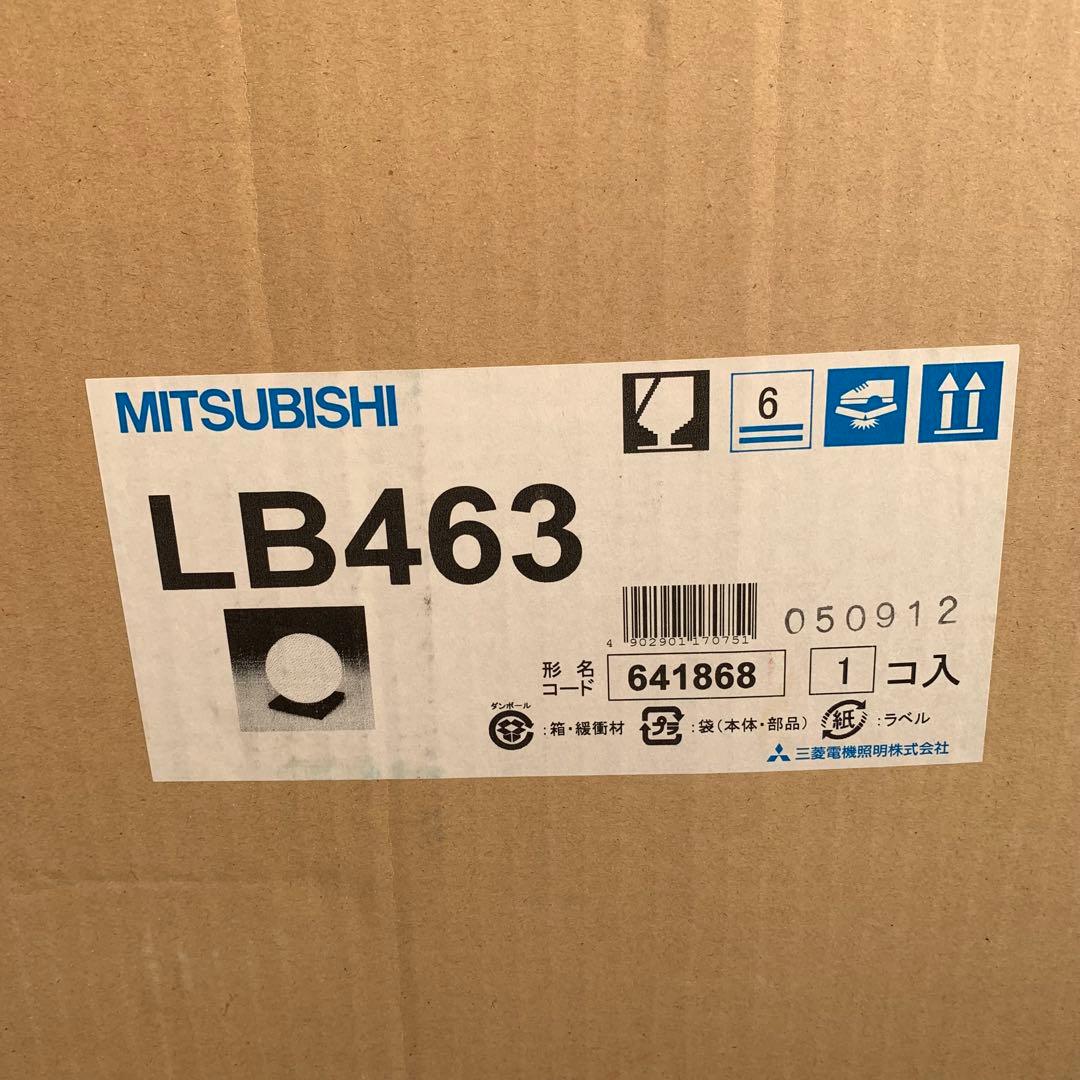 MITSUBISHI
6
LB463
4 902901 170751
050912
形名
コード
641868
1 コ入
ダンボール
:箱・緩衝材
プラ
:袋(本体・部品)
紙
:ラベル
三菱電機照明株式会社